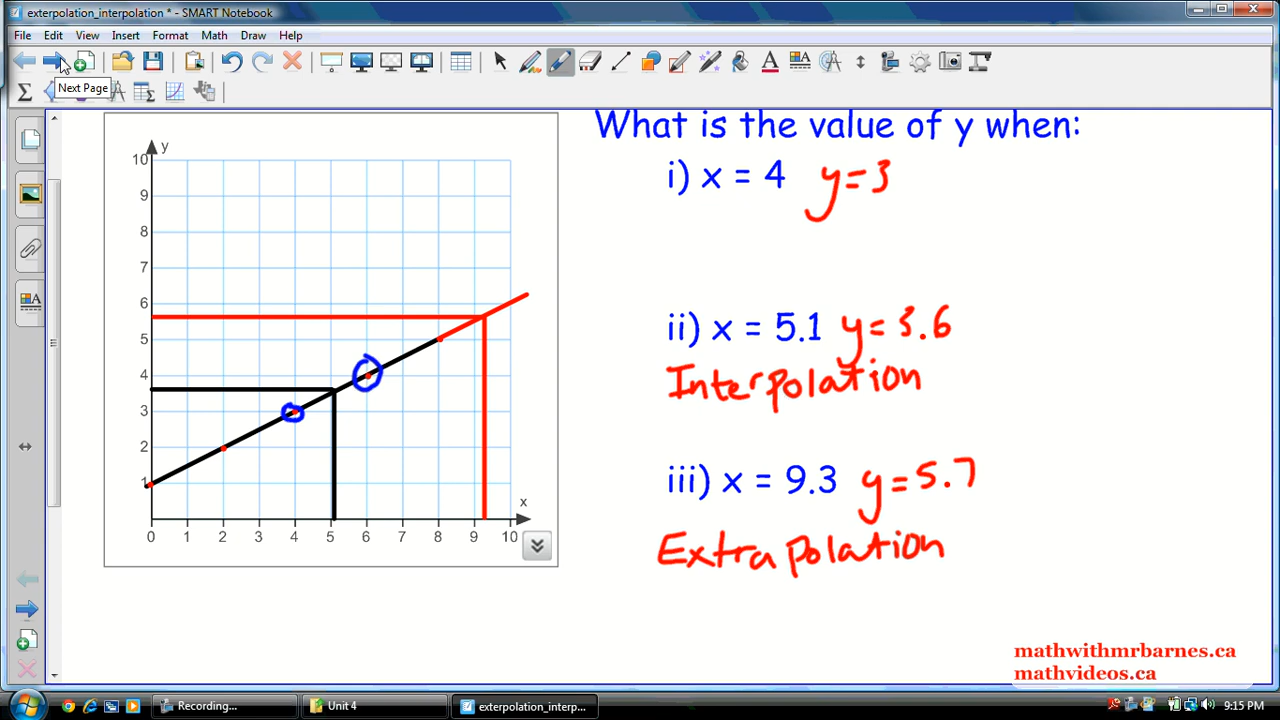 exterpolation_interpolation * - SMART Notebook
File Edit View Insert Format Math Draw Help
Next Page
What is the value of y when:
i) x = 4 y=3
ii) x = 5.1 y=3.6
Interpolation
iii) x = 9.3 y=5.7
Extrapolation
y
10
9
8
7
6
5
4
3
2
1
x
0 1 2 3 4 5 6 7 8 9 10
mathwithmrbarnes.ca
mathvideos.ca
Recording... Unit 4 exterpolation_interp... 9:15 PM